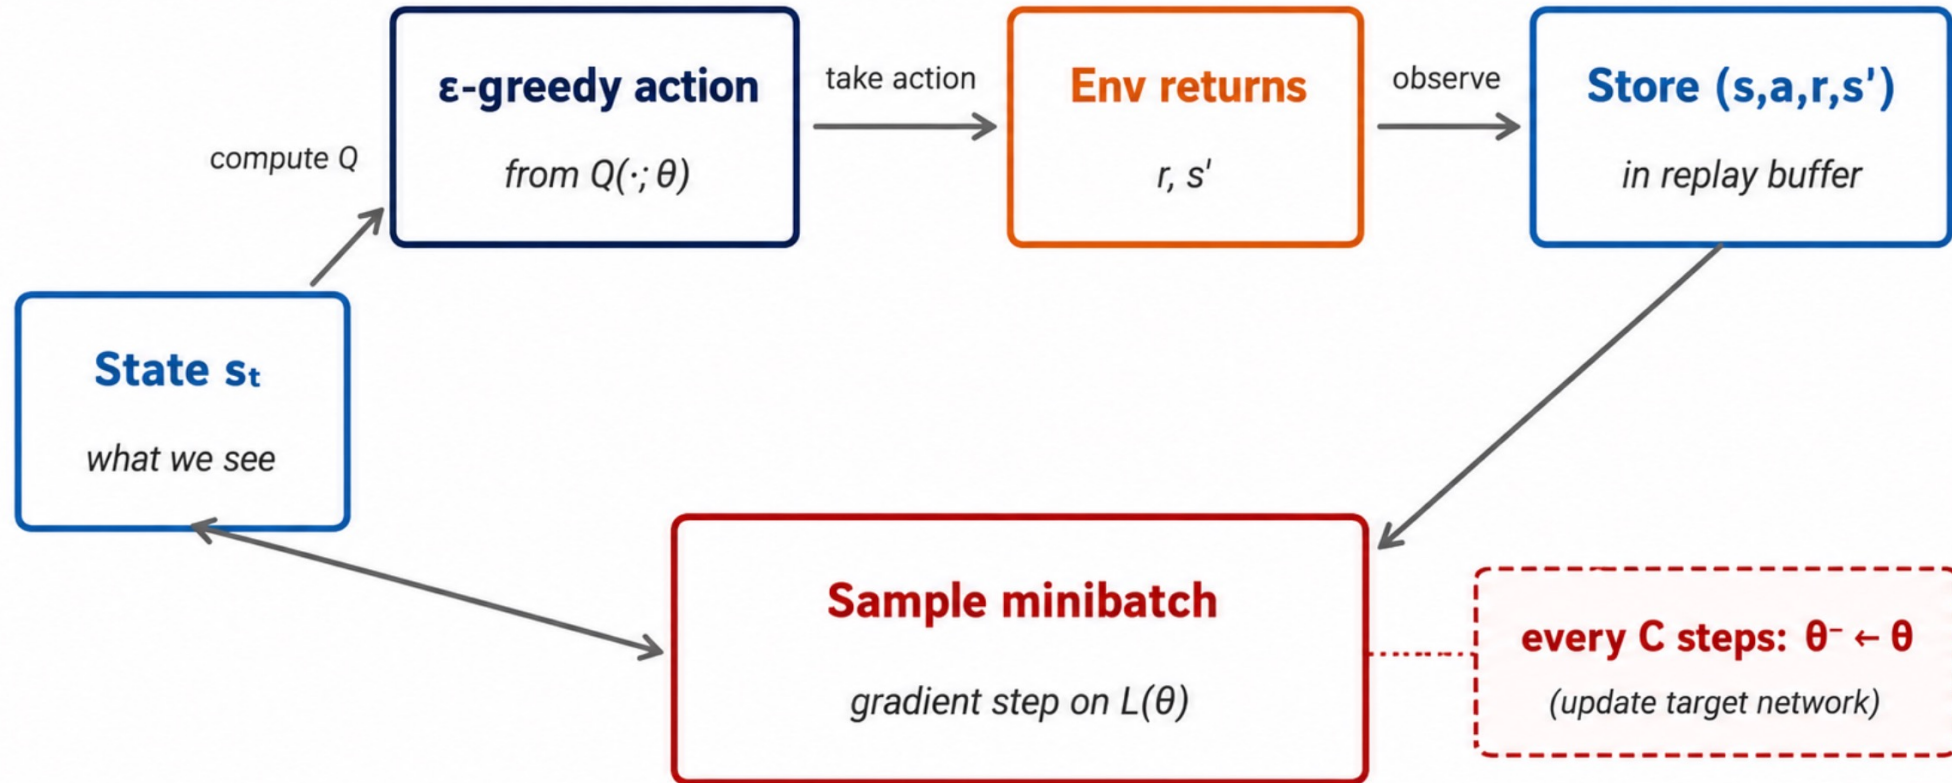 ε-greedy action
from Q(·; θ)
take action
Env returns
r, s'
observe
Store (s,a,r,s')
in replay buffer
compute Q
State sₜ
what we see
Sample minibatch
gradient step on L(θ)
every C steps: θ⁻ ← θ
(update target network)